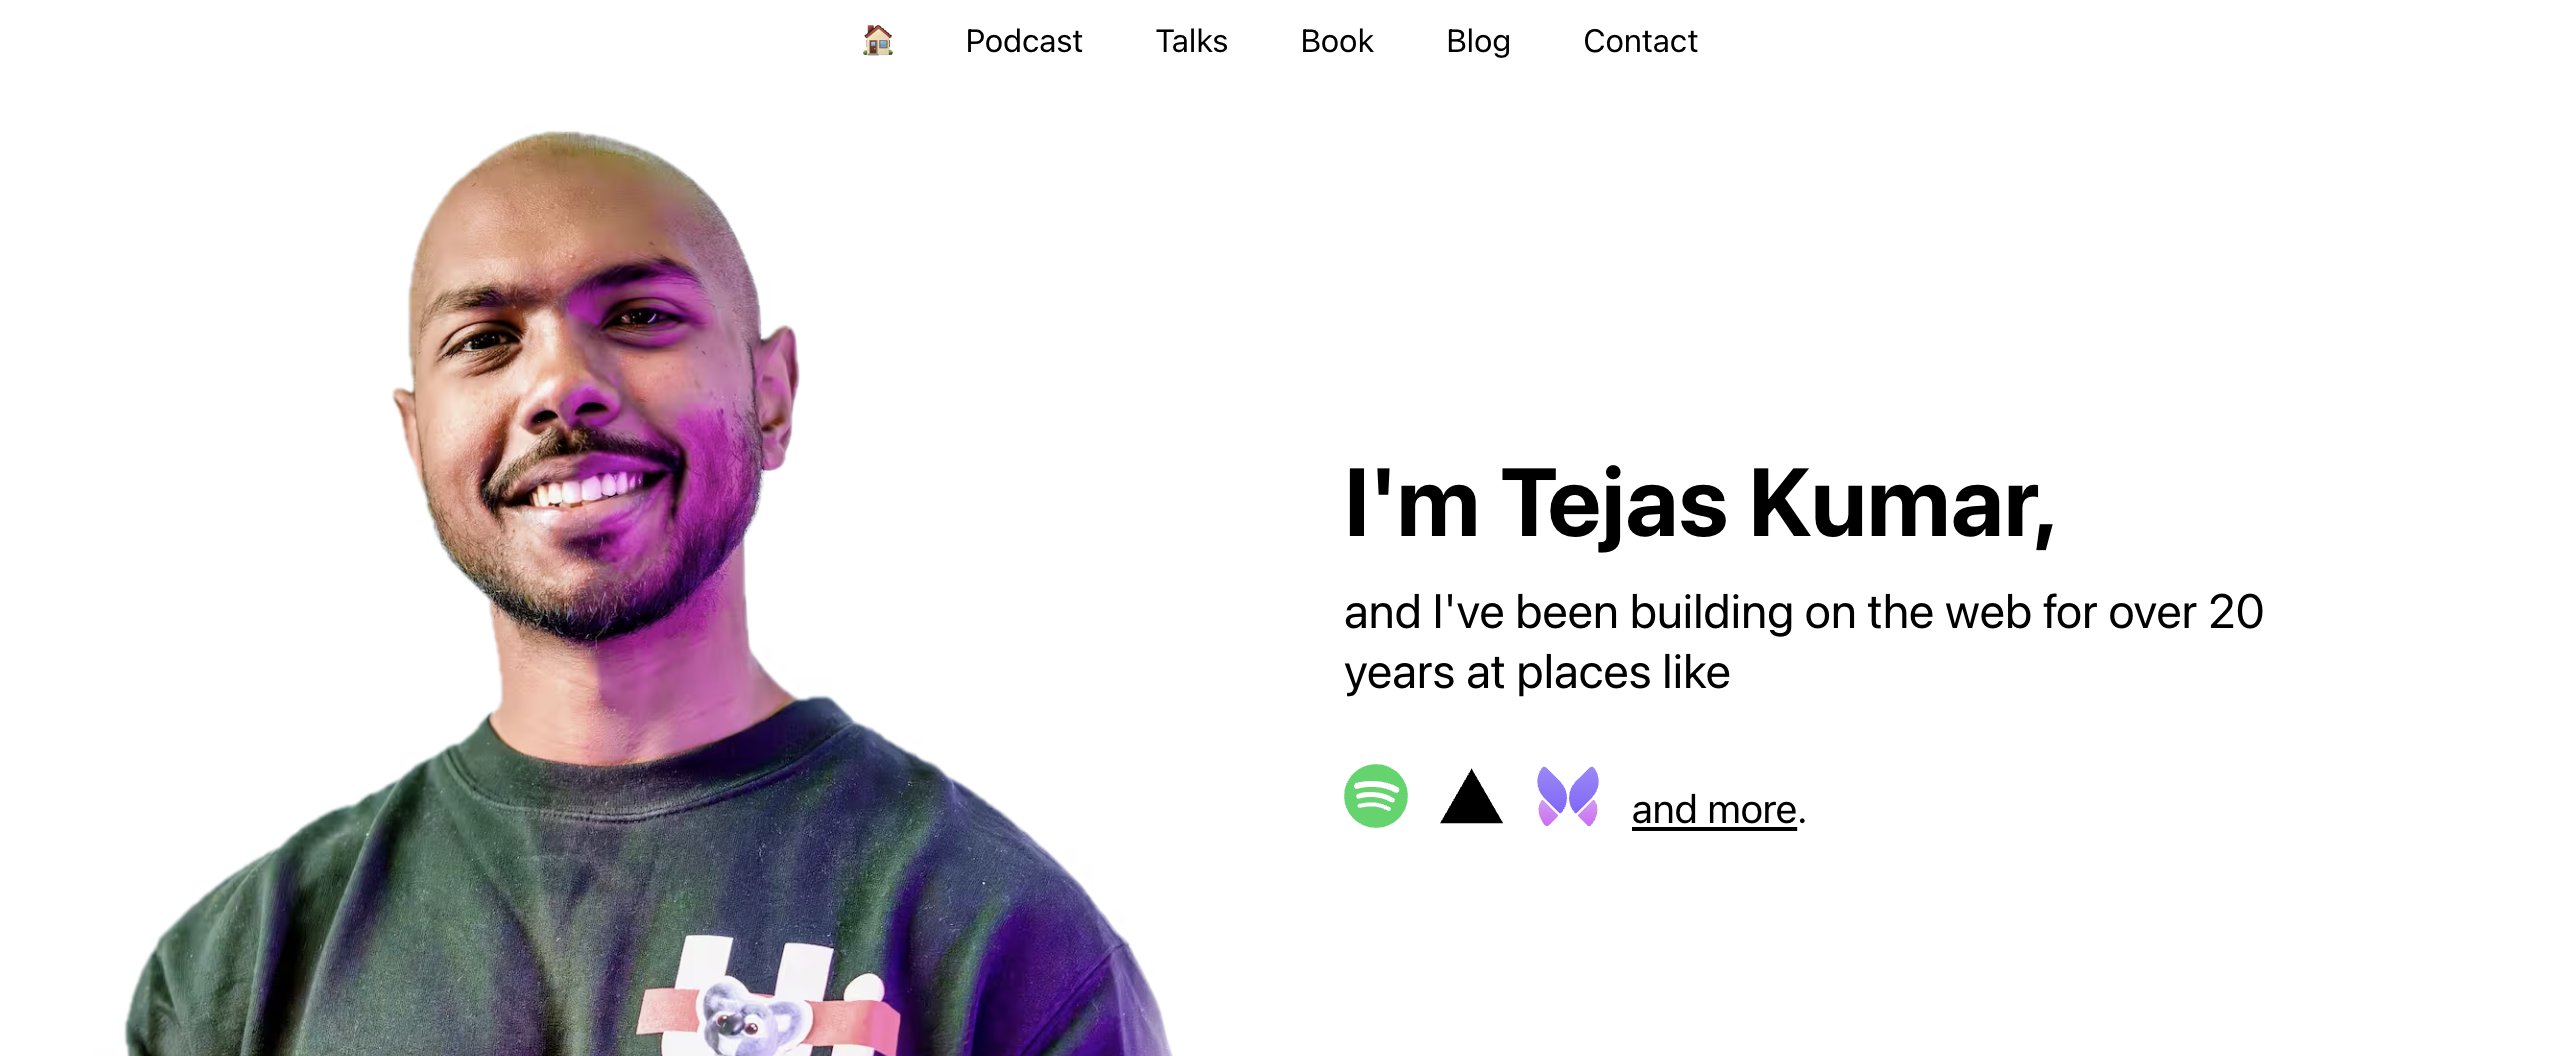 🏠 Podcast Talks Book Blog Contact
I'm Tejas Kumar,
and I've been building on the web for over 20
years at places like
and more.
Hi